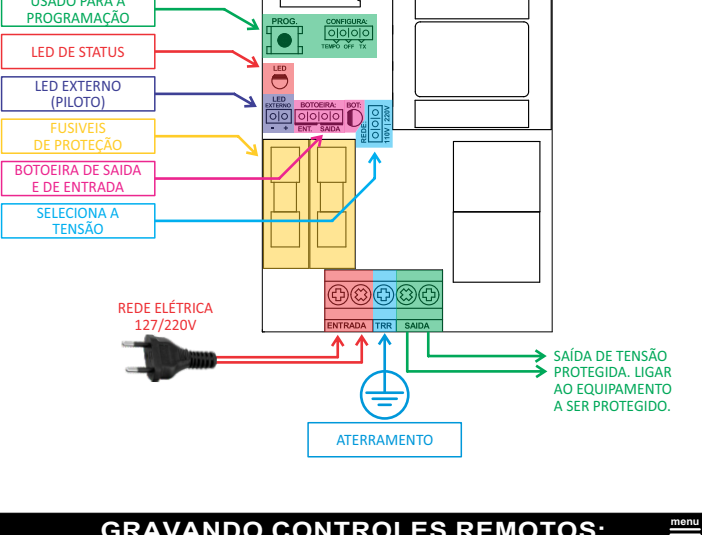 USADO PARA A
PROGRAMAÇÃO
LED DE STATUS
LED EXTERNO
(PILOTO)
FUSIVEIS
DE PROTEÇÃO
BOTOEIRA DE SAIDA
E DE ENTRADA
SELECIONA A
TENSÃO
PROG.
CONFIGURA:
TEMPO OFF TX
LED
LED
EXTERNO
- +
BOTOEIRA:
ENT. SAIDA
BOT:
REDE:
110V | 220V
ENTRADA
TRR
SAIDA
REDE ELÉTRICA
127/220V
ATERRAMENTO
SAÍDA DE TENSÃO
PROTEGIDA. LIGAR
AO EQUIPAMENTO
A SER PROTEGIDO.
GRAVANDO CONTROLES REMOTOS:
menu